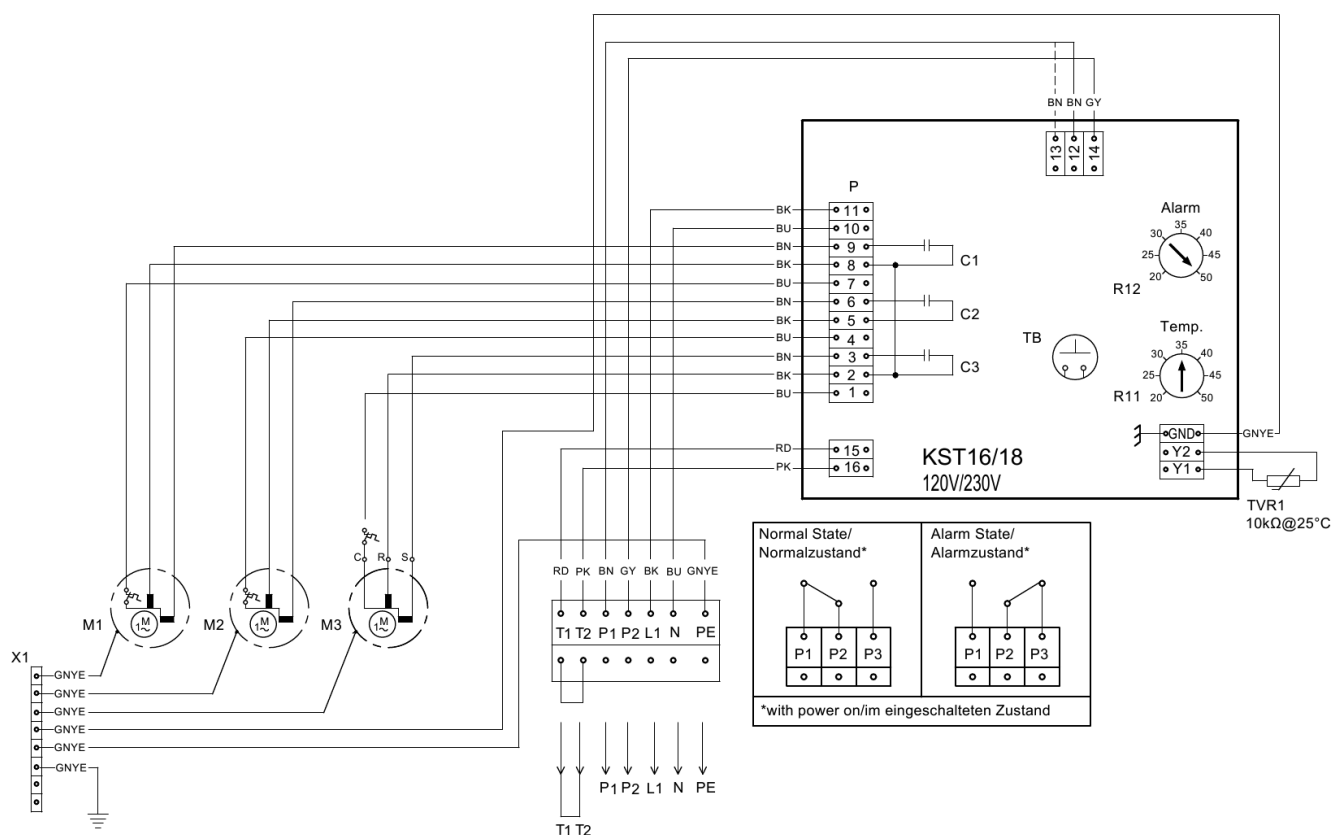 BN BN GY
13 12 14
P
BK 11
BU 10
BN 9
BK 8
BU 7
BN 6
BK 5
BU 4
BN 3
BK 2
BU 1
C1
C2
C3
RD 15
PK 16
Alarm
20 25 30 35 40 45 50
R12
TB
Temp.
20 25 30 35 40 45 50
R11
GND GNYE
Y2
Y1
TVR1
10kΩ@25°C
KST16/18
120V/230V
Normal State/
Normalzustand*
P1 P2 P3
Alarm State/
Alarmzustand*
P1 P2 P3
*with power on/im eingeschalteten Zustand
C R S
M1 M 1~
M2 M 1~
M3 M 1~
X1
GNYE
GNYE
GNYE
GNYE
GNYE
GNYE
RD PK BN GY BK BU GNYE
T1 T2 P1 P2 L1 N PE
P1 P2 L1 N PE
T1 T2